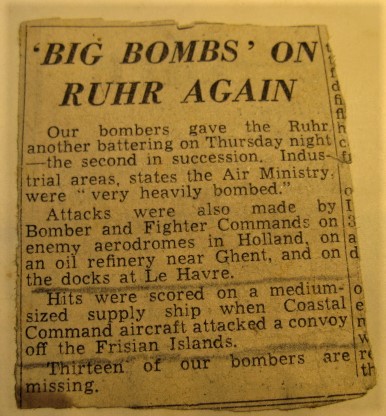 'BIG BOMBS' ON
RUHR AGAIN
Our bombers gave the Ruhr
another battering on Thursday night
—the second in succession. Indus-
trial areas, states the Air Ministry,
were "very heavily bombed."
Attacks were also made by
Bomber and Fighter Commands on
enemy aerodromes in Holland, on
an oil refinery near Ghent, and on
the docks at Le Havre.
Hits were scored on a medium-
sized supply ship when Coastal
Command aircraft attacked a convoy
off the Frisian Islands.
Thirteen of our bombers are
missing.